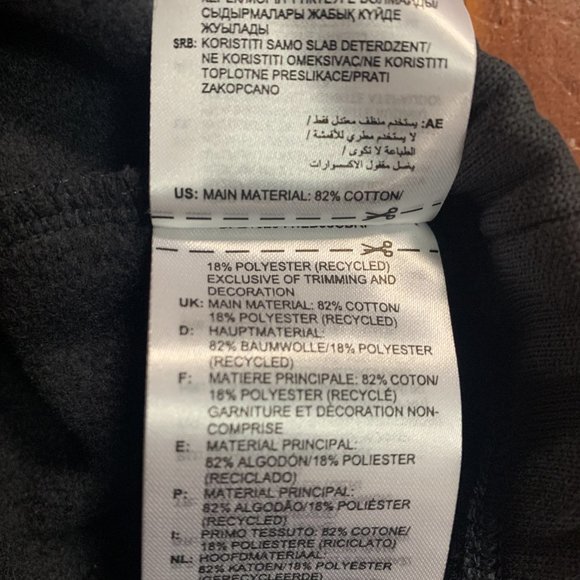 СЫДЫРМАЛАРЫ ЖАБЫҚ КҮЙДЕ
ЖУЫЛАДЫ
SRB: KORISTITI SAMO SLAB DETERDZENT/
NE KORISTITI OMEKSIVAC/NE KORISTITI
TOPLOTNE PRESLIKACE/PRATI
ZAKOPCANO
AE: يستخدم منظف معتدل فقط /
لا يستخدم مطري للأقمشة /
الطباعة لا تكوى /
يغسل مقفول الاكسسوارات
US: MAIN MATERIAL: 82% COTTON/
18% POLYESTER (RECYCLED)
EXCLUSIVE OF TRIMMING AND
DECORATION
UK: MAIN MATERIAL: 82% COTTON/
18% POLYESTER (RECYCLED)
D: HAUPTMATERIAL:
82% BAUMWOLLE/18% POLYESTER
(RECYCLED)
F: MATIERE PRINCIPALE: 82% COTON/
18% POLYESTER (RECYCLÉ)
GARNITURE ET DÉCORATION NON-
COMPRISE
E: MATERIAL PRINCIPAL:
82% ALGODÓN/18% POLIESTER
(RECICLADO)
P: MATERIAL PRINCIPAL:
82% ALGODÃO/18% POLIÉSTER
(RECYCLED)
I: PRIMO TESSUTO: 82% COTONE/
18% POLIESTERE (RICICLATO)
NL: HOOFDMATERIAAL:
82% KATOEN/18% POLYESTER
(GERECYCLEERDE)